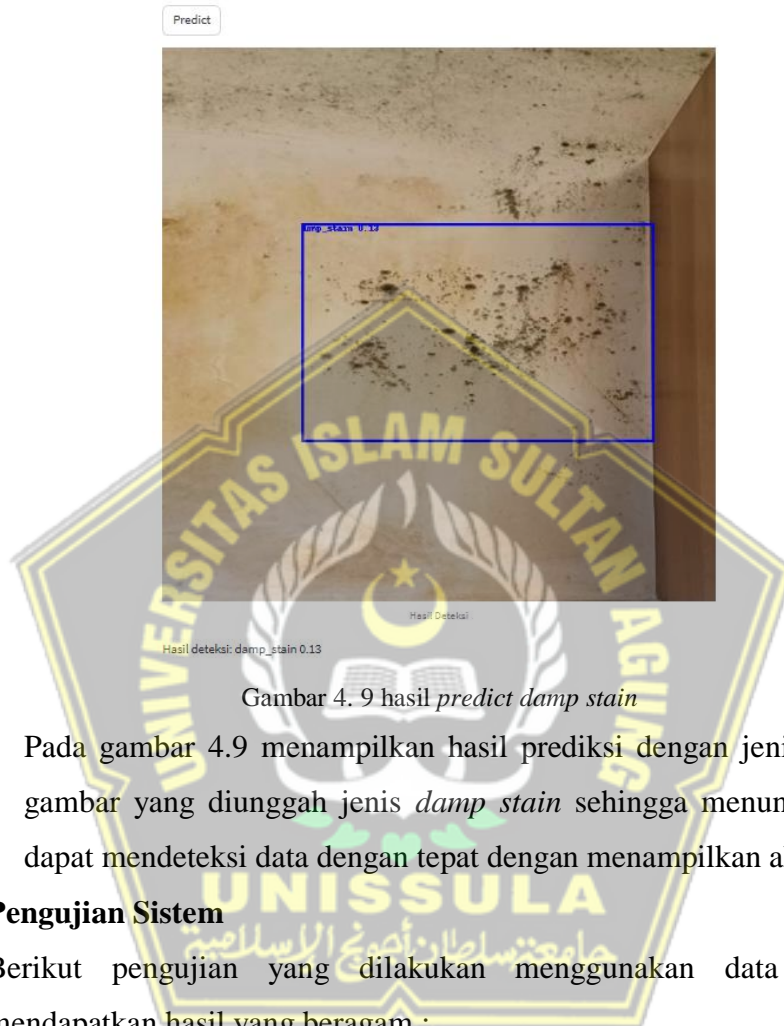 Predict
damp_stain 0.13
Hasil Deteksi
Hasil deteksi: damp_stain 0.13
Gambar 4. 9 hasil predict damp stain
Pada gambar 4.9 menampilkan hasil prediksi dengan jeni
gambar yang diunggah jenis damp stain sehingga menun
dapat mendeteksi data dengan tepat dengan menampilkan a
Pengujian Sistem
Berikut pengujian yang dilakukan menggunakan data
mendapatkan hasil yang beragam :
UNIVERSITAS ISLAM SULTAN AGUNG
UNISSULA
جامعة سلطان أجونج الإسلامية